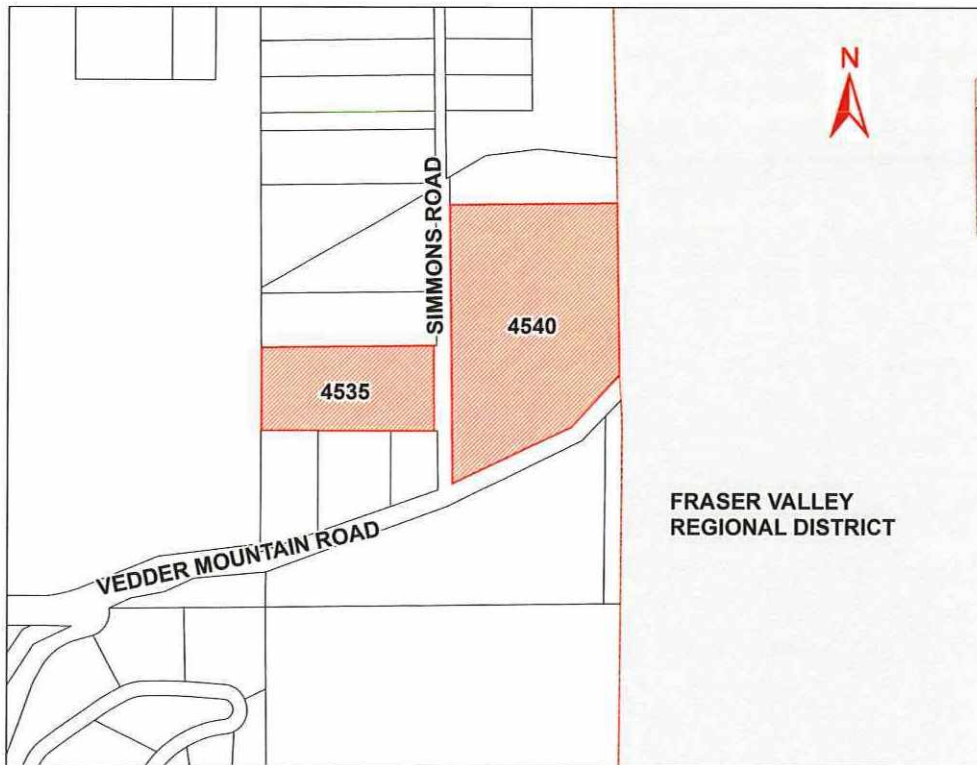 N
SIMMONS ROAD
4540
4535
FRASER VALLEY
REGIONAL DISTRICT
VEDDER MOUNTAIN ROAD